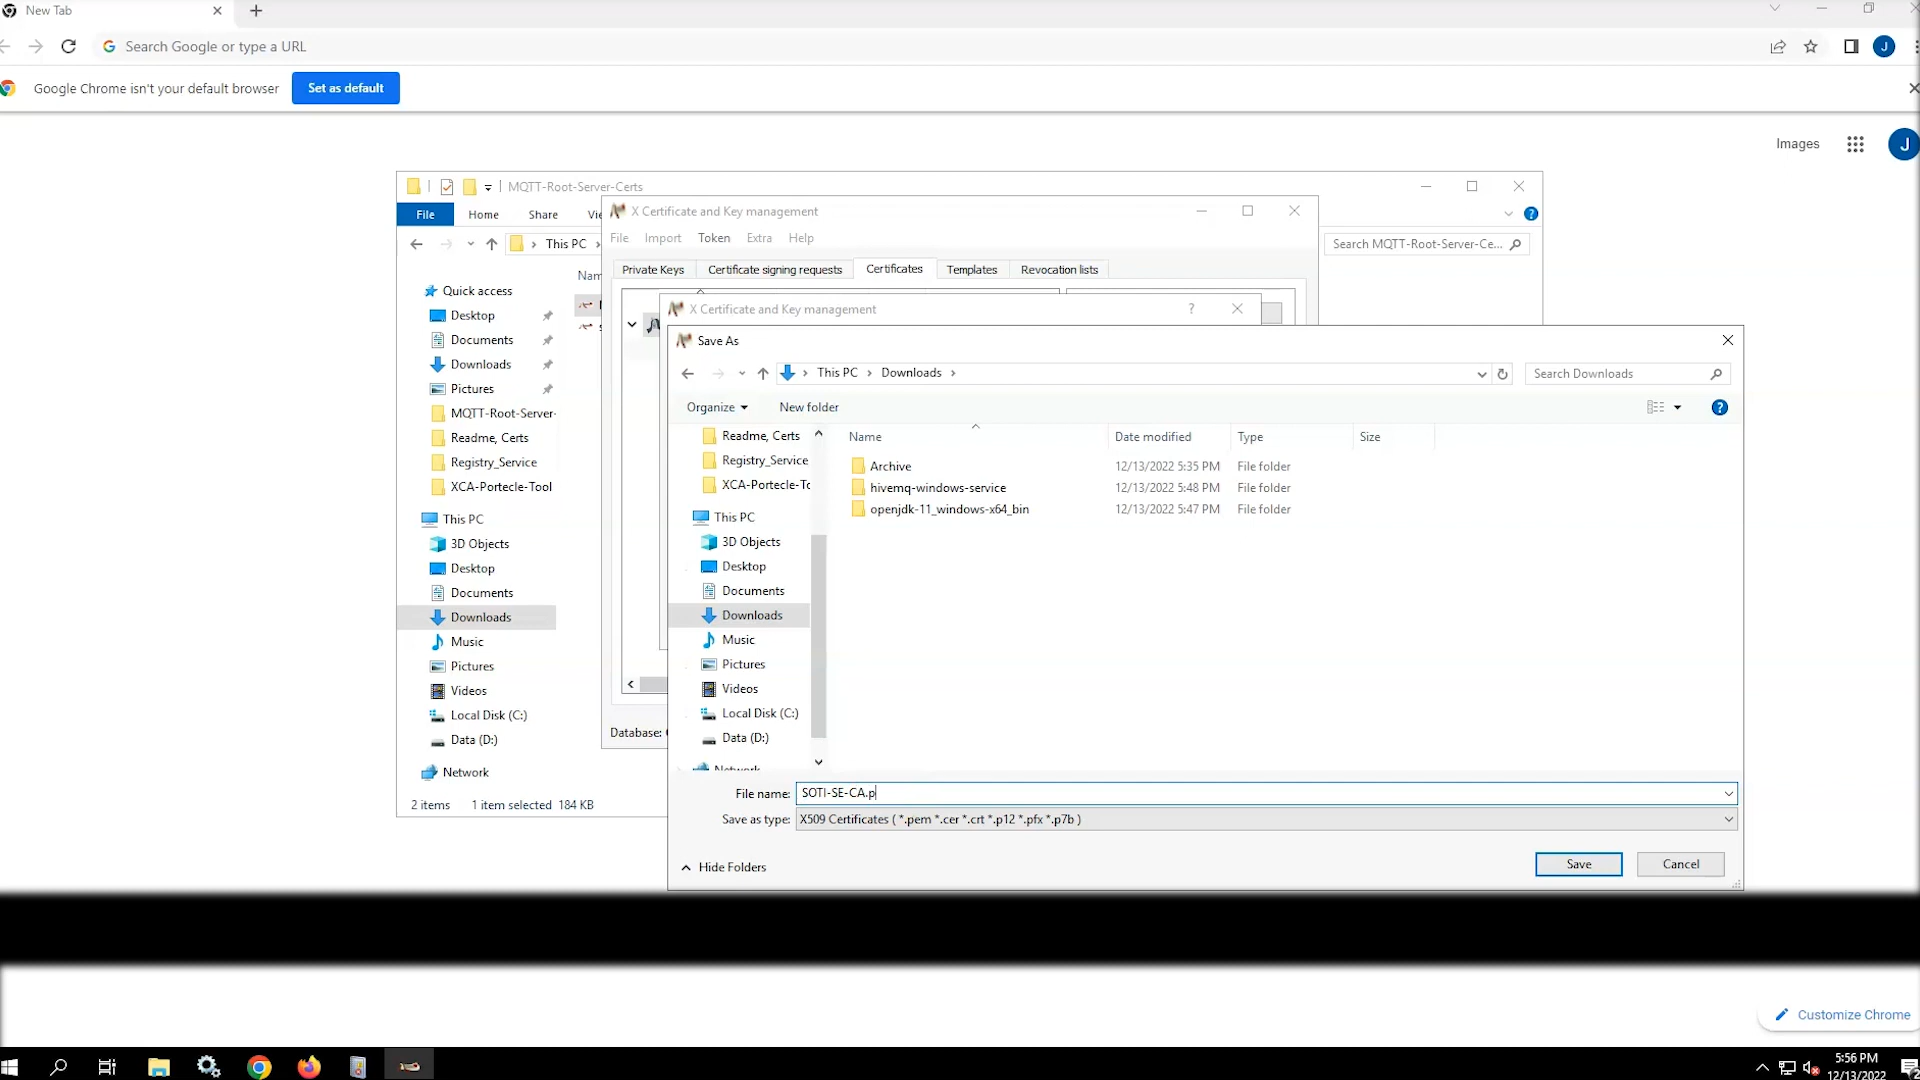 New Tab
Search Google or type a URL
J
Google Chrome isn't your default browser
Set as default
Images
J
MQTT-Root-Server-Certs
File
Home
Share
X Certificate and Key management
File
Import
Token
Extra
Help
This PC
Search MQTT-Root-Server-Ce...
Private Keys
Certificate signing requests
Certificates
Templates
Revocation lists
Quick access
Desktop
Documents
Downloads
Pictures
MQTT-Root-Server-
Readme, Certs
Registry_Service
XCA-Portecle-Tool
This PC
3D Objects
Desktop
Documents
Downloads
Music
Pictures
Videos
Local Disk (C:)
Data (D:)
Network
2 items
1 item selected 184 KB
Database:
X Certificate and Key management
?
Save As
This PC
Downloads
Search Downloads
Organize
New folder
?
Readme, Certs
Registry_Service
XCA-Portecle-To
This PC
3D Objects
Desktop
Documents
Downloads
Music
Pictures
Videos
Local Disk (C:)
Data (D:)
Network
Name
Date modified
Type
Size
Archive
12/13/2022 5:35 PM
File folder
hivemq-windows-service
12/13/2022 5:48 PM
File folder
openjdk-11_windows-x64_bin
12/13/2022 5:47 PM
File folder
File name:
SOTI-SE-CA.p
Save as type:
X509 Certificates ( *.pem *.cer *.crt *.p12 *.pfx *.p7b )
Hide Folders
Save
Cancel
Customize Chrome
5:56 PM
12/13/2022